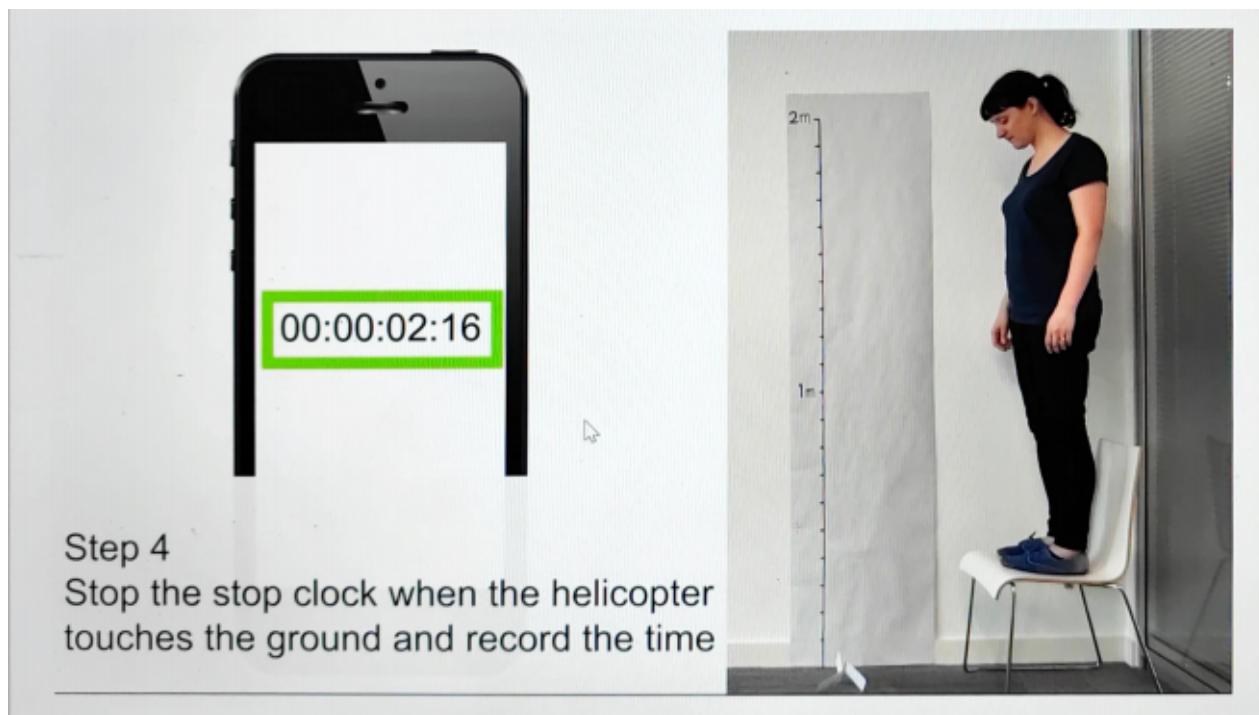 00:00:02:16
2m
1m
Step 4
Stop the stop clock when the helicopter
touches the ground and record the time